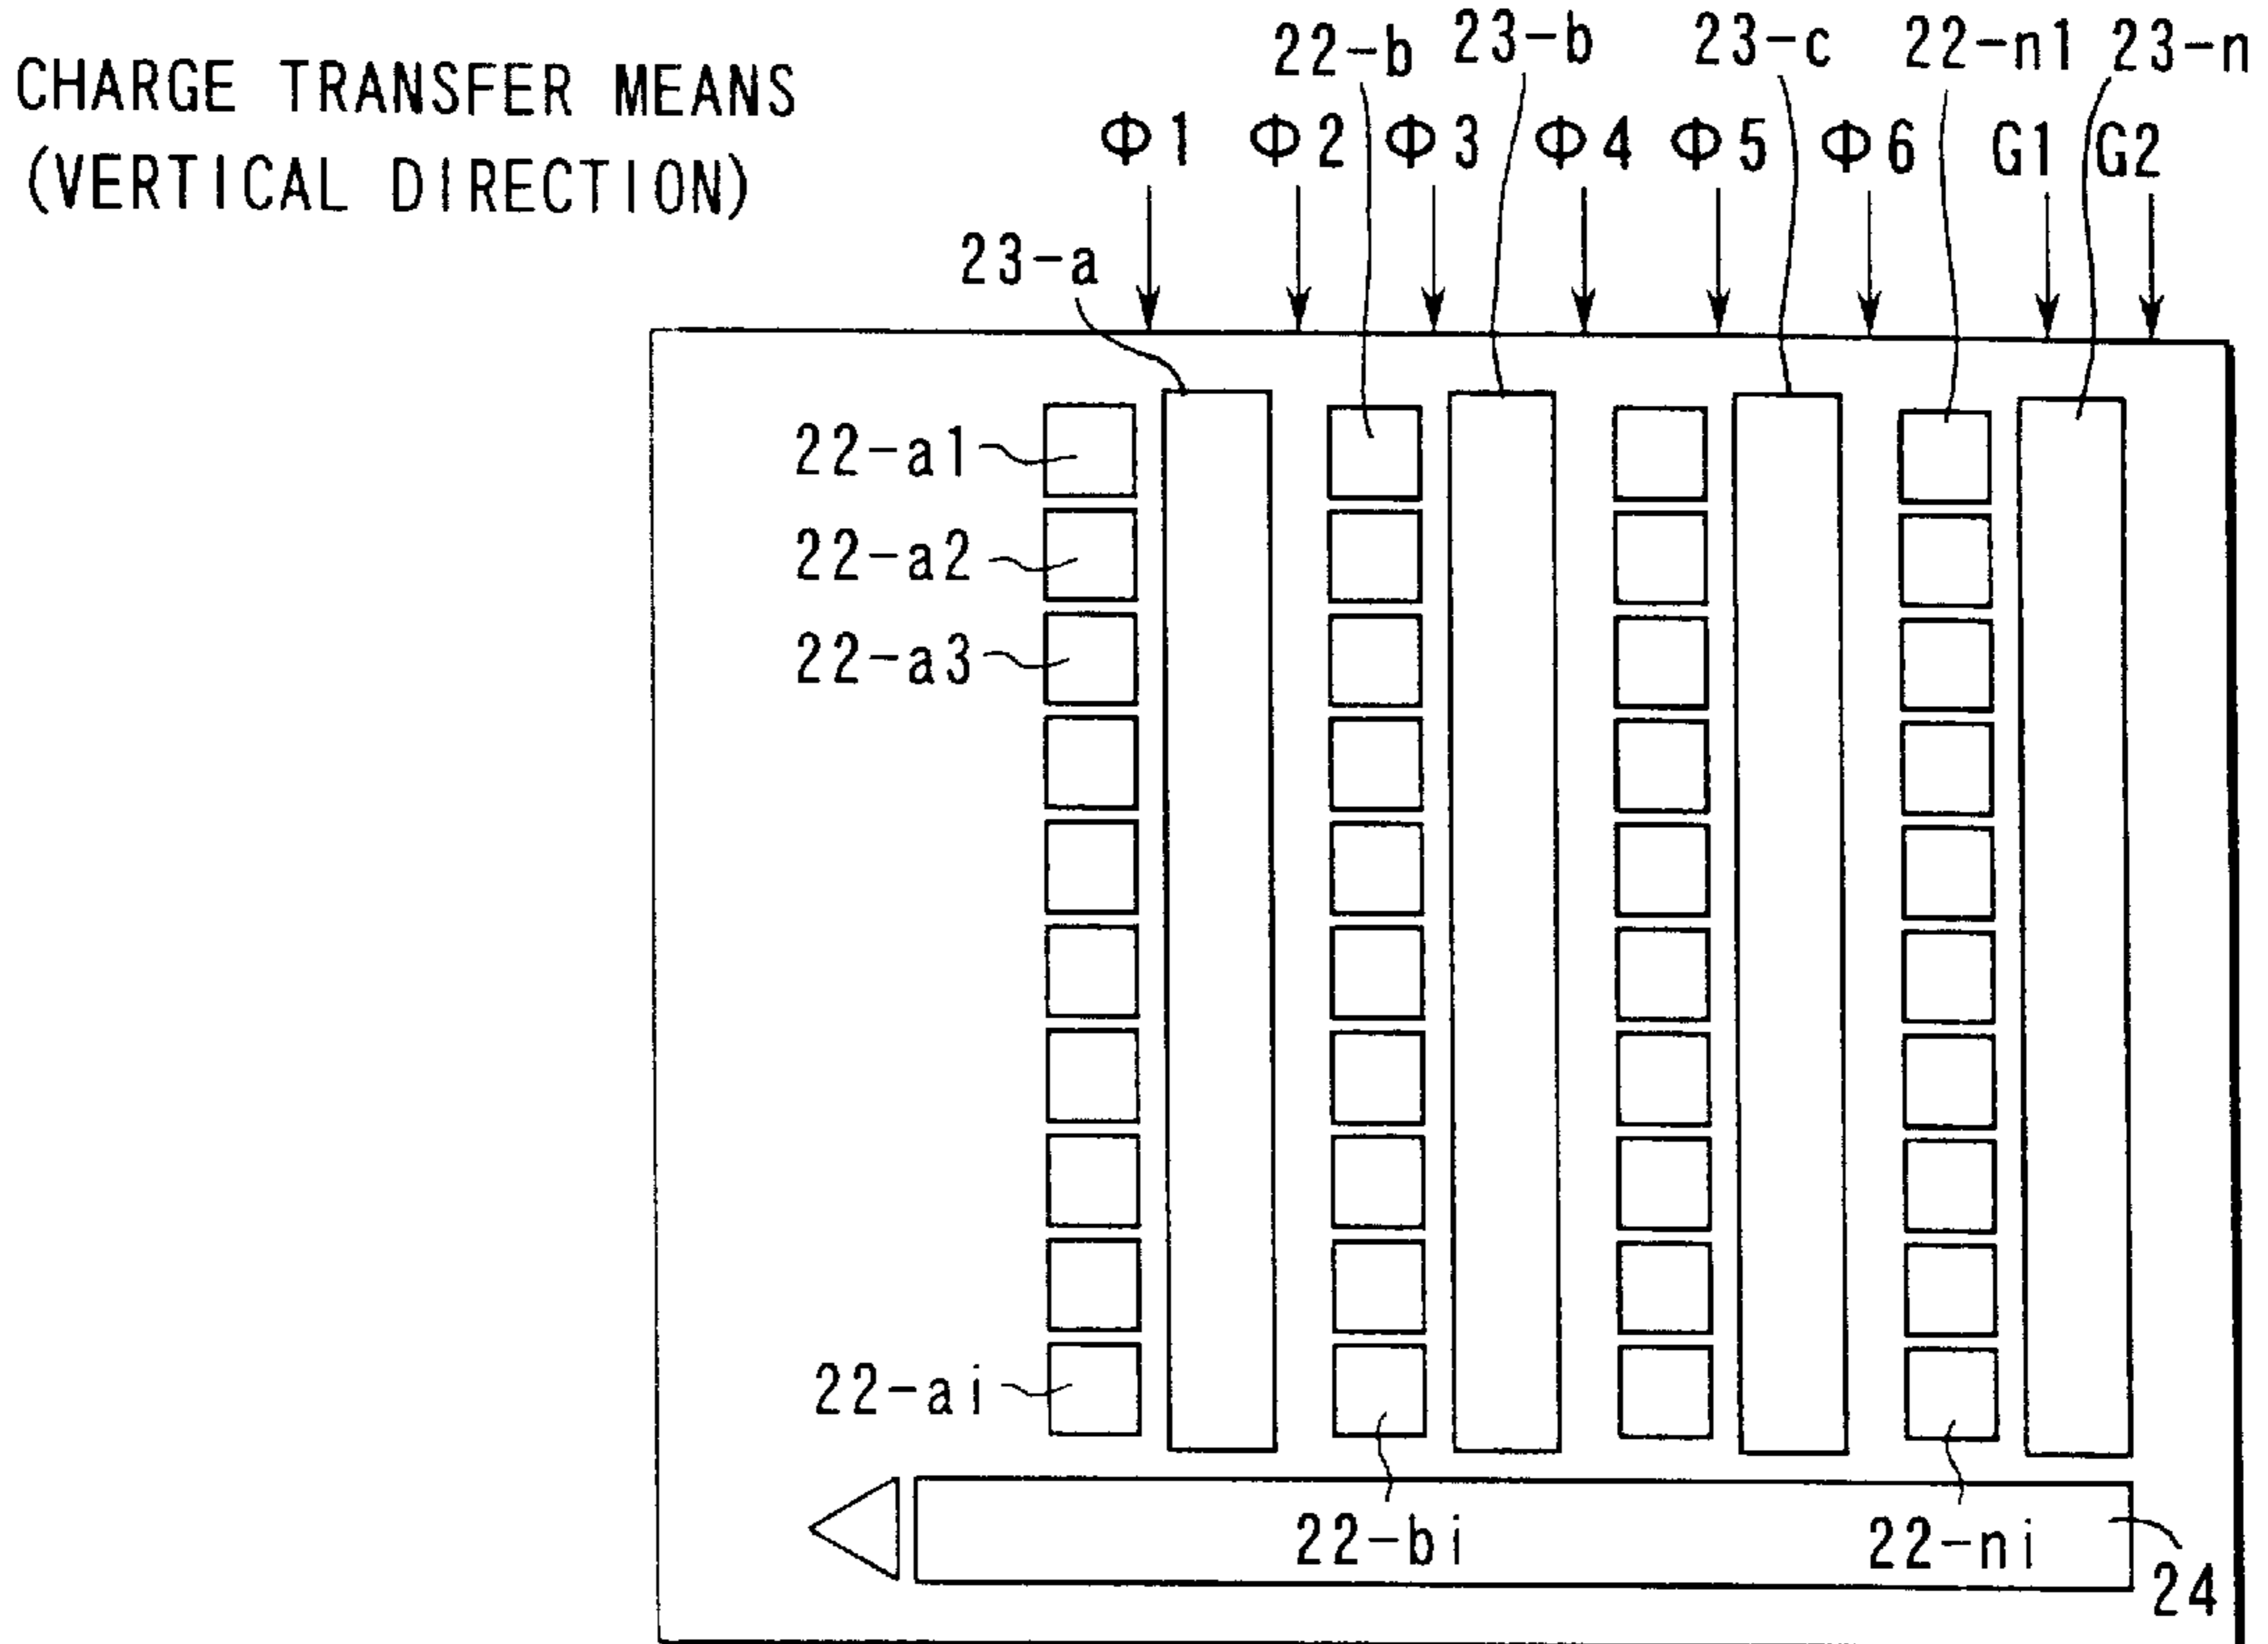 CHARGE TRANSFER MEANS
(VERTICAL DIRECTION)
22-b 23-b 23-c 22-n1 23-n
Φ1 Φ2 Φ3 Φ4 Φ5 Φ6 G1 G2
23-a
22-a1
22-a2
22-a3
22-ai
22-bi 22-ni
24